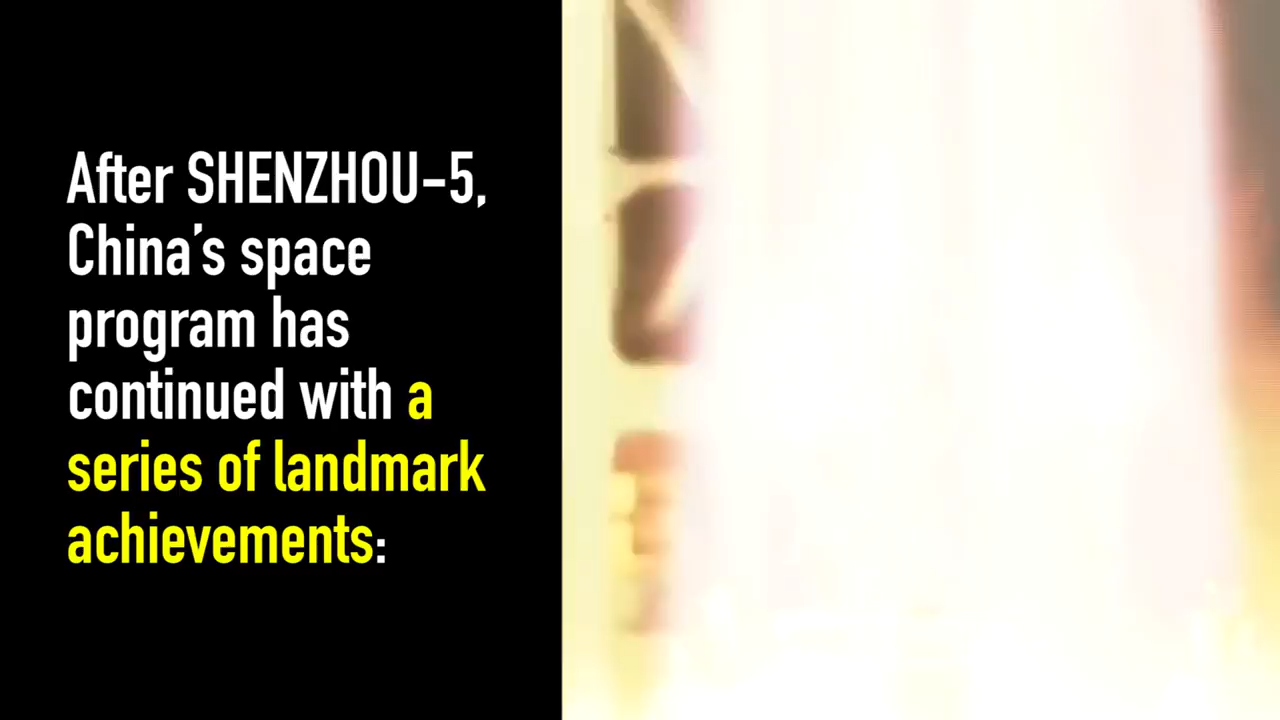 After SHENZHOU-5,
China’s space
program has
continued with a
series of landmark
achievements: